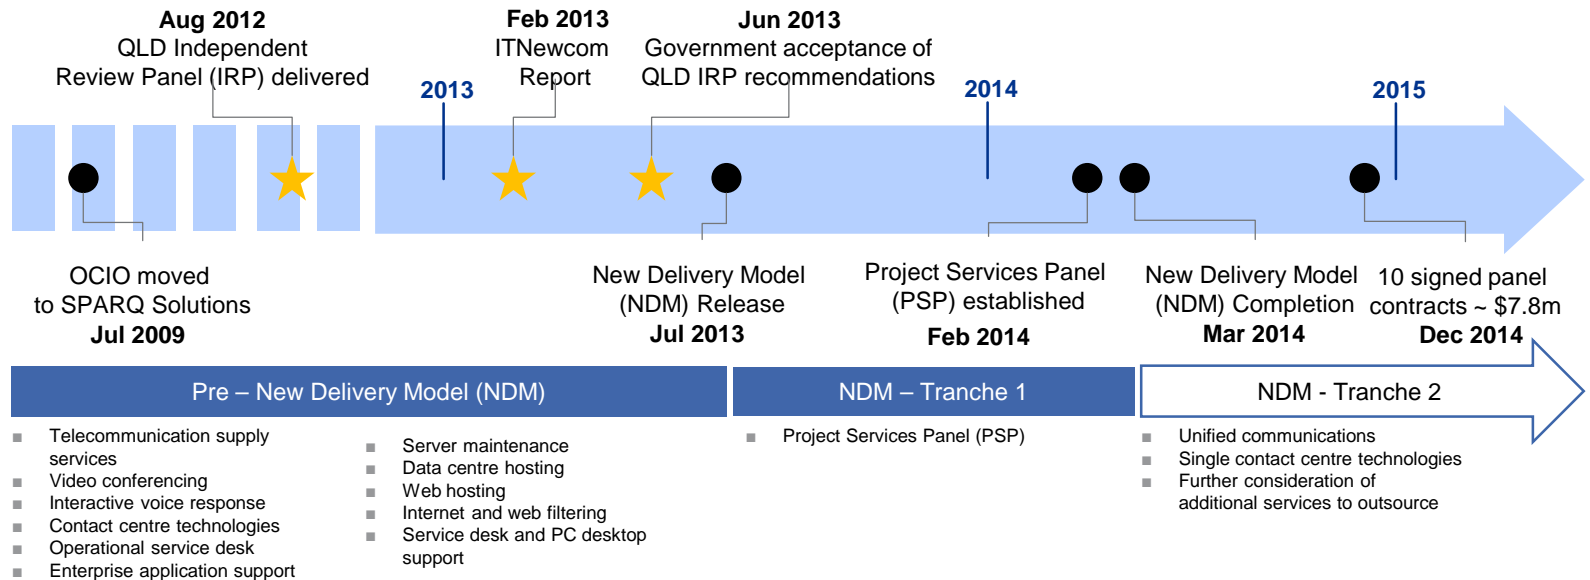 Aug 2012
QLD Independent
Review Panel (IRP) delivered
Feb 2013
ITNewcom
Report
Jun 2013
Government acceptance of
QLD IRP recommendations
2013
2014
2015
OCIO moved
to SPARQ Solutions
Jul 2009
New Delivery Model
(NDM) Release
Jul 2013
Project Services Panel
(PSP) established
Feb 2014
New Delivery Model
(NDM) Completion
Mar 2014
10 signed panel
contracts ~ $7.8m
Dec 2014
Pre – New Delivery Model (NDM)
NDM – Tranche 1
NDM - Tranche 2
Telecommunication supply
services
Video conferencing
Interactive voice response
Contact centre technologies
Operational service desk
Enterprise application support
Server maintenance
Data centre hosting
Web hosting
Internet and web filtering
Service desk and PC desktop
support
Project Services Panel (PSP)
Unified communications
Single contact centre technologies
Further consideration of
additional services to outsource